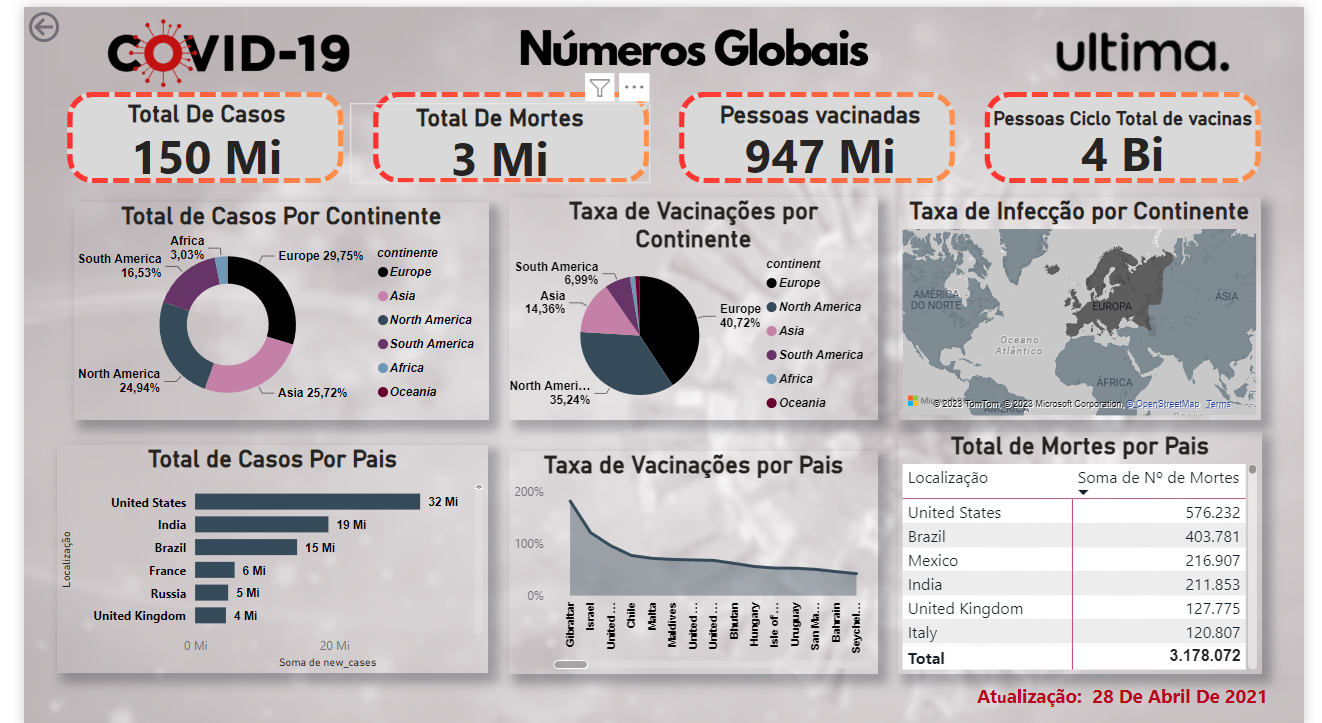 COVID-19
Números Globais
ultima.
Total De Casos
150 Mi
Total De Mortes
3 Mi
Pessoas vacinadas
947 Mi
Pessoas Ciclo Total de vacinas
4 Bi
Total de Casos Por Continente
Africa
3,03%
South America
16,53%
North America
24,94%
Europe 29,75%
Asia 25,72%
continente
Europe
Asia
North America
South America
Africa
Oceania
Taxa de Vacinações por
Continente
South America
6,99%
Asia
14,36%
North Ameri...
35,24%
Europe
40,72%
continent
Europe
North America
Asia
South America
Africa
Oceania
Taxa de Infecção por Continente
AMÉRICA
DO NORTE
EUROPA
ÁSIA
Oceano
Atlântico
ÁFRICA
AMÉRICA
© 2023 TomTom, © 2023 Microsoft Corporation, © OpenStreetMap Terms
Total de Casos Por Pais
Localização
United States 32 Mi
India 19 Mi
Brazil 15 Mi
France 6 Mi
Russia 5 Mi
United Kingdom 4 Mi
0 Mi 20 Mi
Soma de new_cases
Taxa de Vacinações por Pais
200%
100%
0%
Gibraltar
Israel
United ...
Chile
Malta
Maldives
United ...
United ...
Bhutan
Hungary
Isle of ...
Uruguay
San Ma...
Bahrain
Seychel...
Total de Mortes por Pais
Localização Soma de Nº de Mortes
United States 576.232
Brazil 403.781
Mexico 216.907
India 211.853
United Kingdom 127.775
Italy 120.807
Total 3.178.072
Atualização: 28 De Abril De 2021